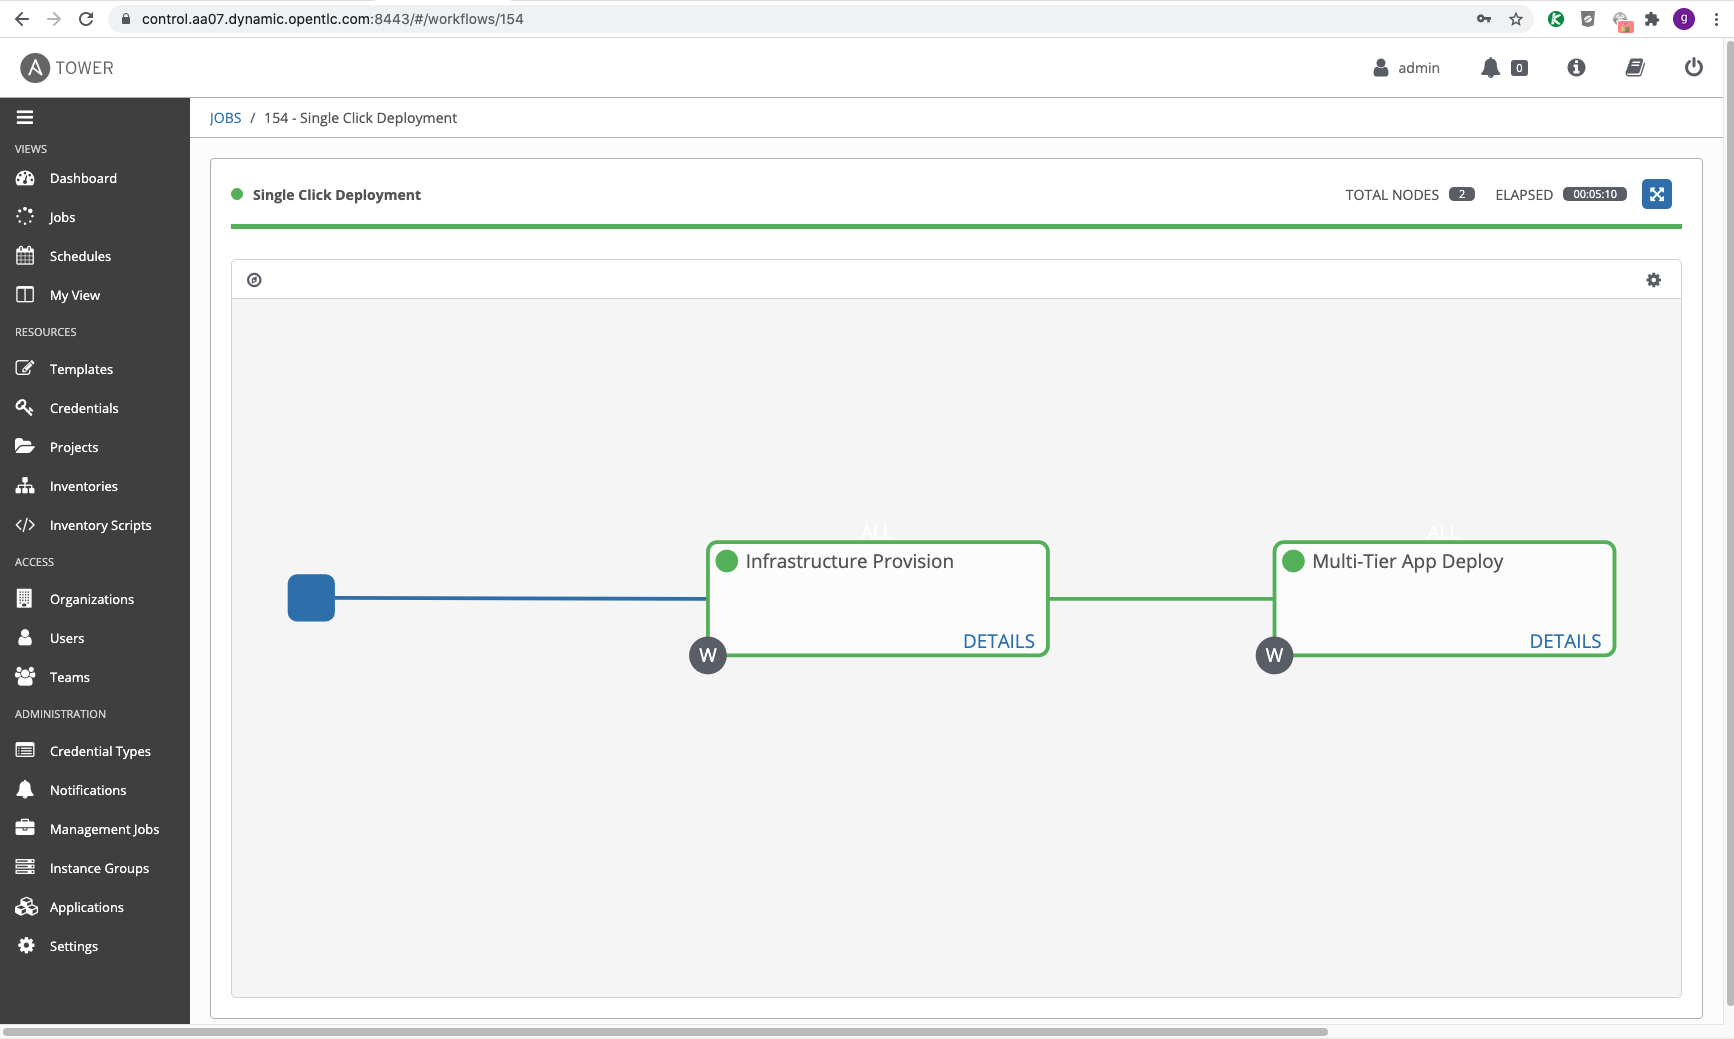 control.aa07.dynamic.opentlc.com:8443/#/workflows/154
g
A TOWER
admin
0
JOBS / 154 - Single Click Deployment
VIEWS
Dashboard
Jobs
Schedules
My View
RESOURCES
Templates
Credentials
Projects
Inventories
Inventory Scripts
ACCESS
Organizations
Users
Teams
ADMINISTRATION
Credential Types
Notifications
Management Jobs
Instance Groups
Applications
Settings
Single Click Deployment
TOTAL NODES 2 ELAPSED 00:05:10
ALL
Infrastructure Provision
DETAILS
W
ALL
Multi-Tier App Deploy
DETAILS
W